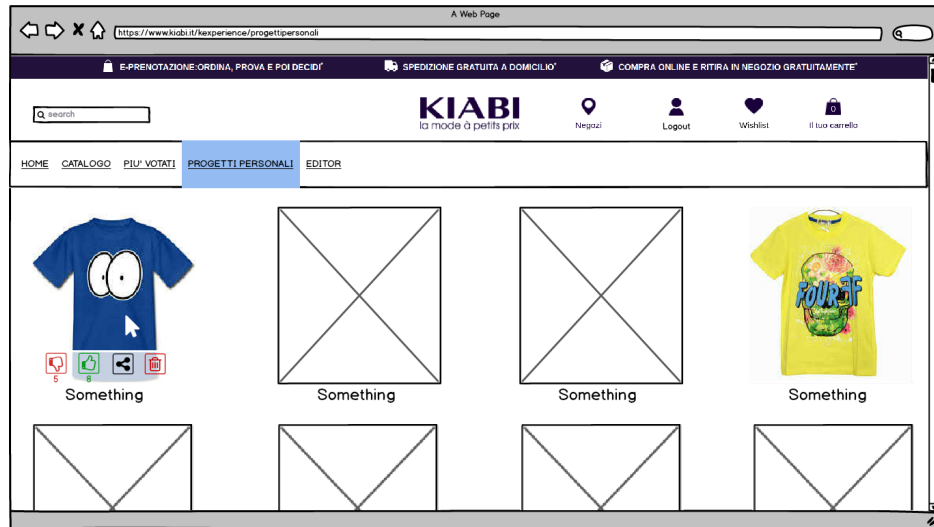 A Web Page
https://www.kiabi.it/kexperience/progettipersonali
E-PRENOTAZIONE:ORDINA, PROVA E POI DECIDI* SPEDIZIONE GRATUITA A DOMICILIO* COMPRA ONLINE E RITIRA IN NEGOZIO GRATUITAMENTE*
search
KIABI
la mode à petits prix
Negozi Logout Wishlist
0
Il tuo carrello
HOME CATALOGO PIU' VOTATI PROGETTI PERSONALI EDITOR
FOUR
5 8
Something Something Something Something